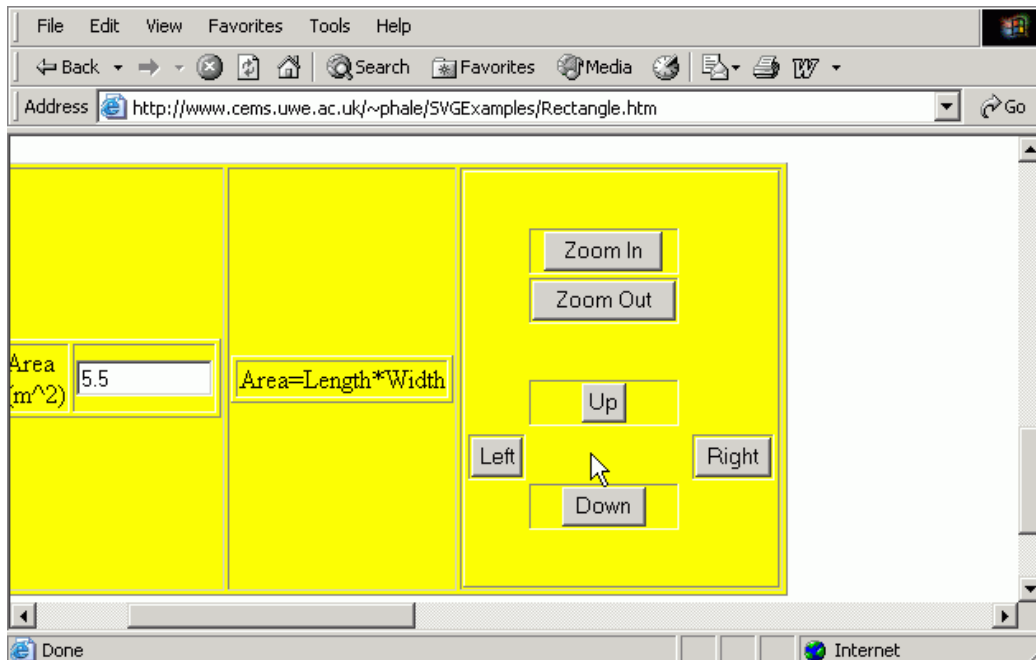 File Edit View Favorites Tools Help
Back Search Favorites Media
Address http://www.cems.uwe.ac.uk/~phale/SVGExamples/Rectangle.htm Go
Zoom In
Zoom Out
Area
(m^2)
5.5
Area=Length*Width
Up
Left Right
Down
Done Internet